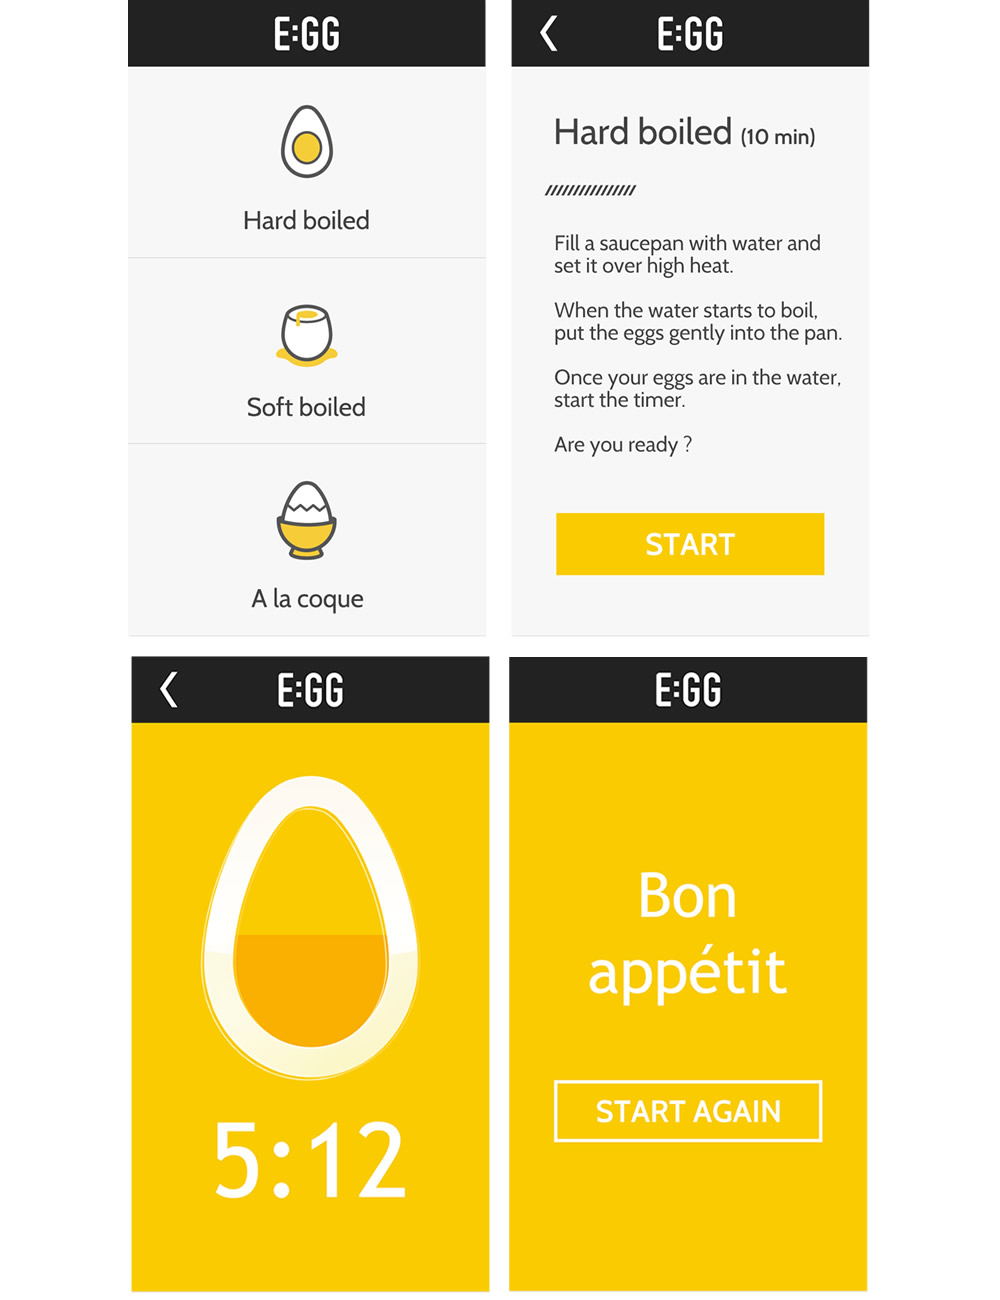 E:GG
Hard boiled
Soft boiled
A la coque
E:GG
Hard boiled (10 min)
Fill a saucepan with water and
set it over high heat.
When the water starts to boil,
put the eggs gently into the pan.
Once your eggs are in the water,
start the timer.
Are you ready ?
START
E:GG
5:12
E:GG
Bon
appétit
START AGAIN